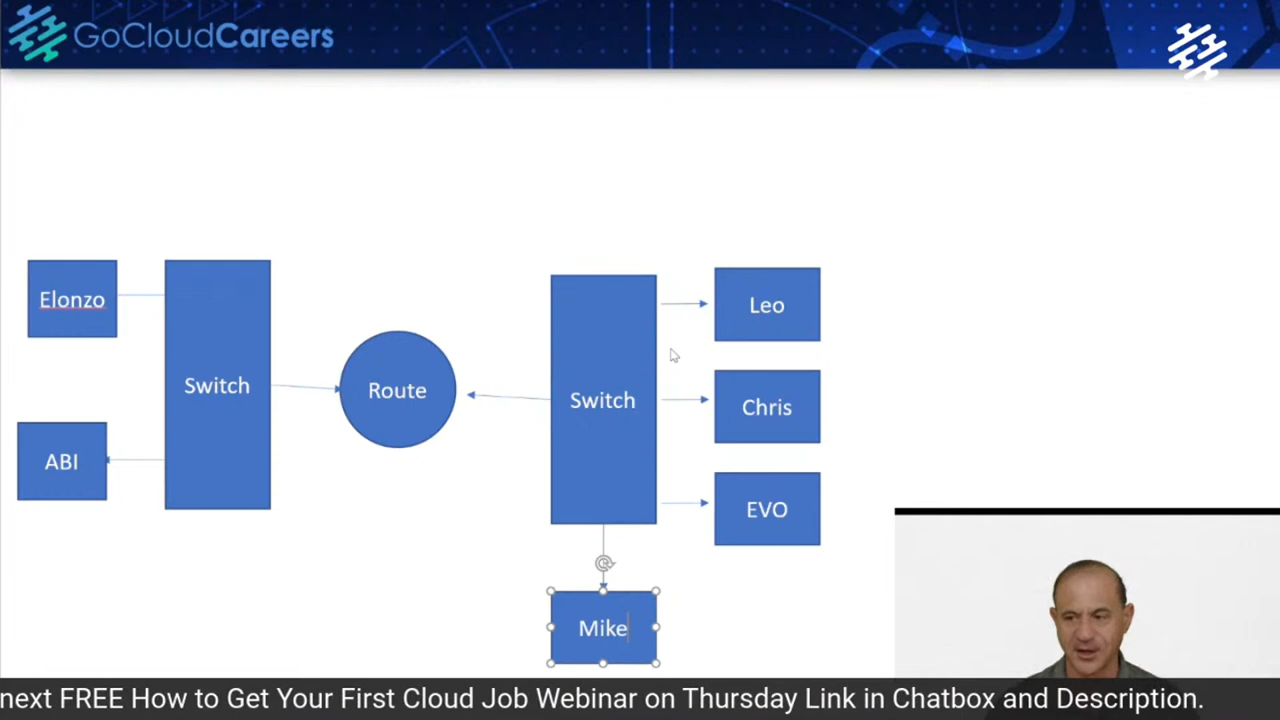 GoCloudCareers
Elonzo
Switch
ABI
Route
Switch
Leo
Chris
EVO
Mike
next FREE How to Get Your First Cloud Job Webinar on Thursday Link in Chatbox and Description.